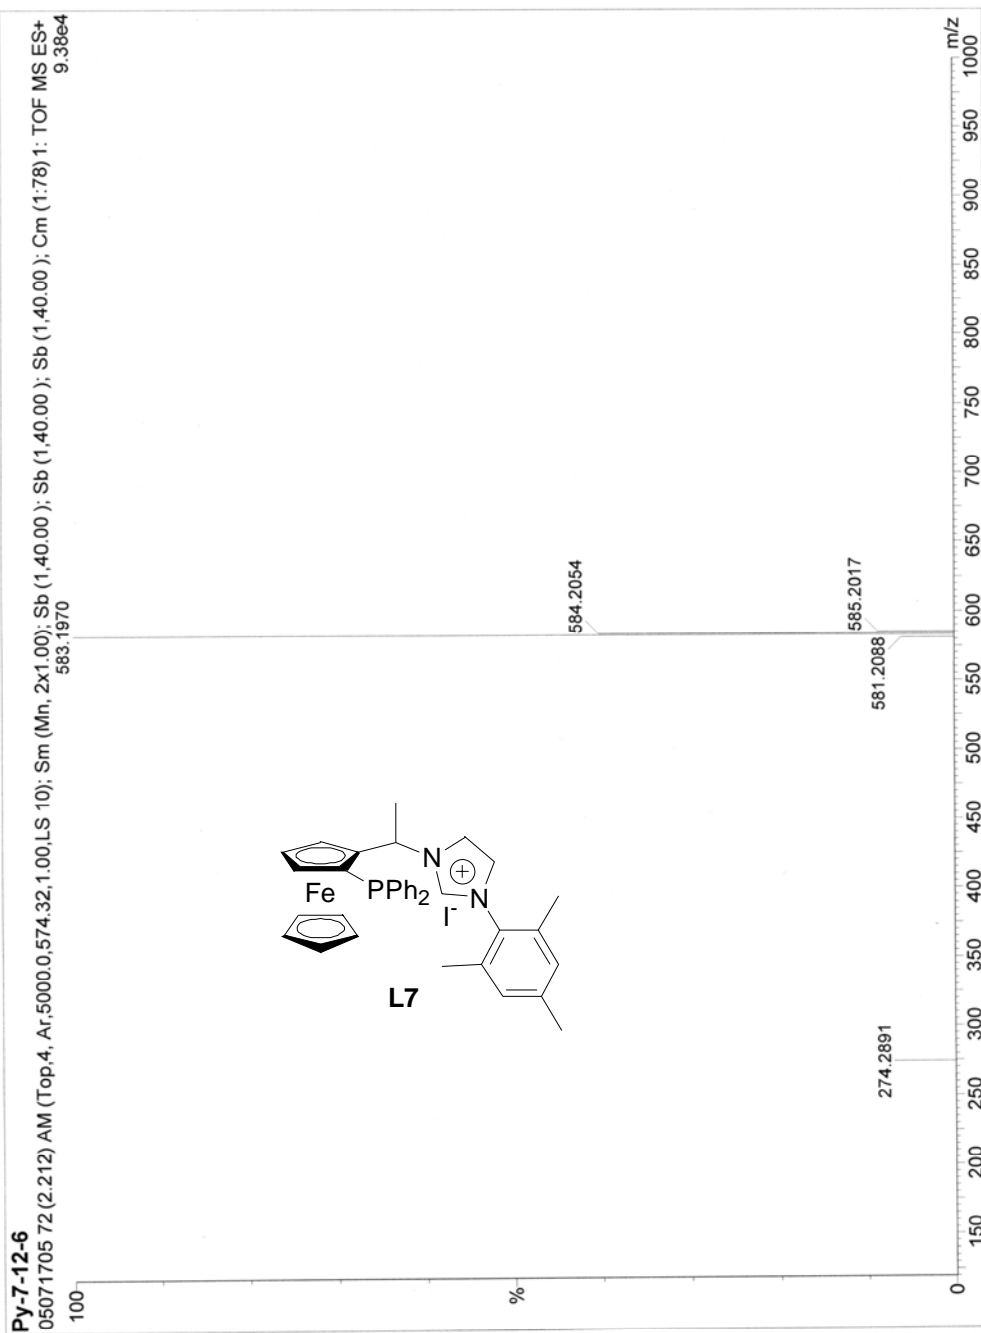 Py-7-12-6
05071705 72 (2.212) AM (Top,4, Ar,5000.0,574.32,1.00,LS 10); Sm (Mn, 2x1.00); Sb (1,40.00 ); Sb (1,40.00 ); Sb (1,40.00 ); Cm (1:78) 1: TOF MS ES+
9.38e4
100
583.1970
584.2054
585.2017
581.2088
274.2891
%
0
150 200 250 300 350 400 450 500 550 600 650 700 750 800 850 900 950 1000
m/z
Fe
PPh2
N
+
N
I-
L7